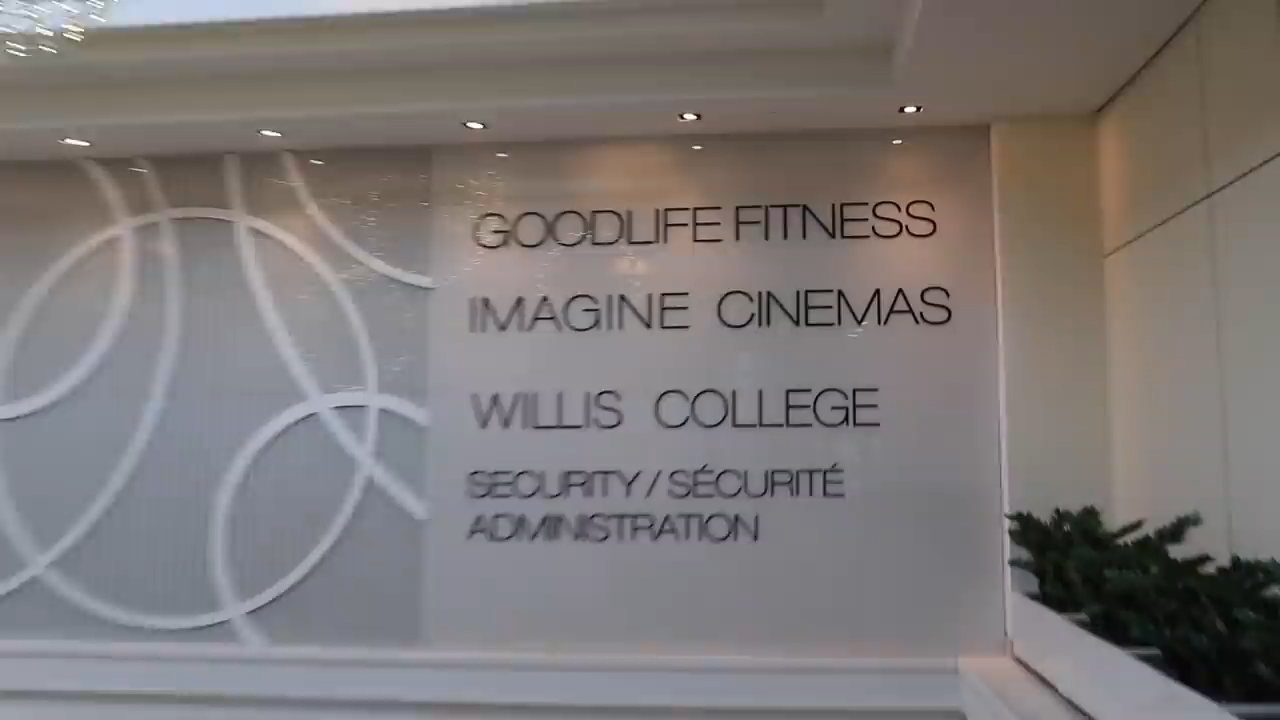 GOODLIFE FITNESS
IMAGINE CINEMAS
WILLIS COLLEGE
SECURITY / SÉCURITÉ
ADMINISTRATION